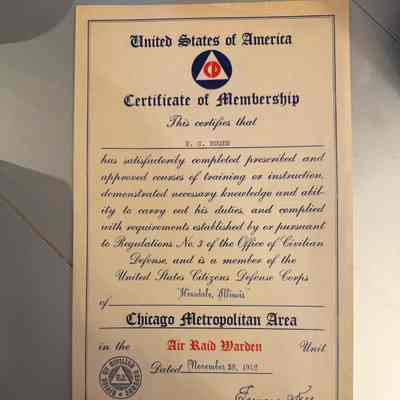 United States of America
CD
Certificate of Membership
This certifies that
has satisfactorily completed prescribed and
approved courses of training or instruction,
demonstrated necessary knowledge and abil-
ity to carry out his duties, and complied
with requirements established by or pursuant
to Regulations No. 3 of the Office of Civilian
Defense, and is a member of the
United States Citizens Defense Corps
"Hinsdale, Illinois"
of
Chicago Metropolitan Area
in the Air Raid Warden Unit
Dated November 28, 1942